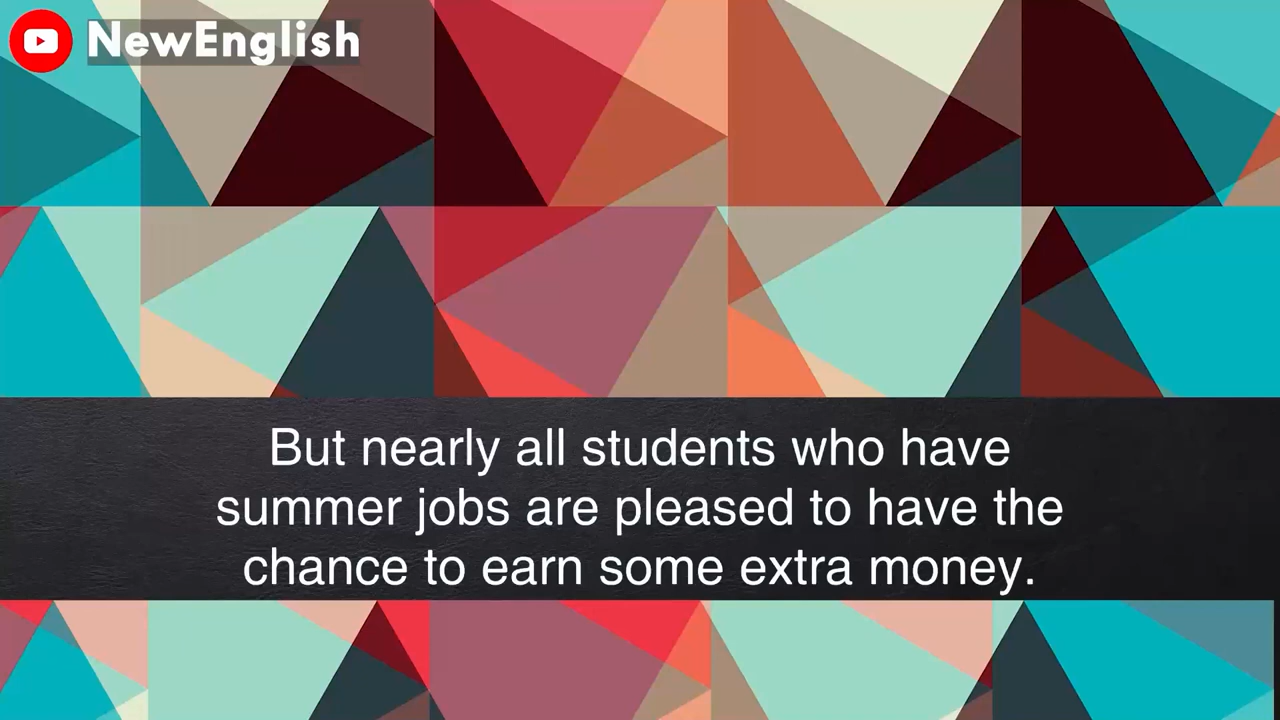 NewEnglish
But nearly all students who have
summer jobs are pleased to have the
chance to earn some extra money.